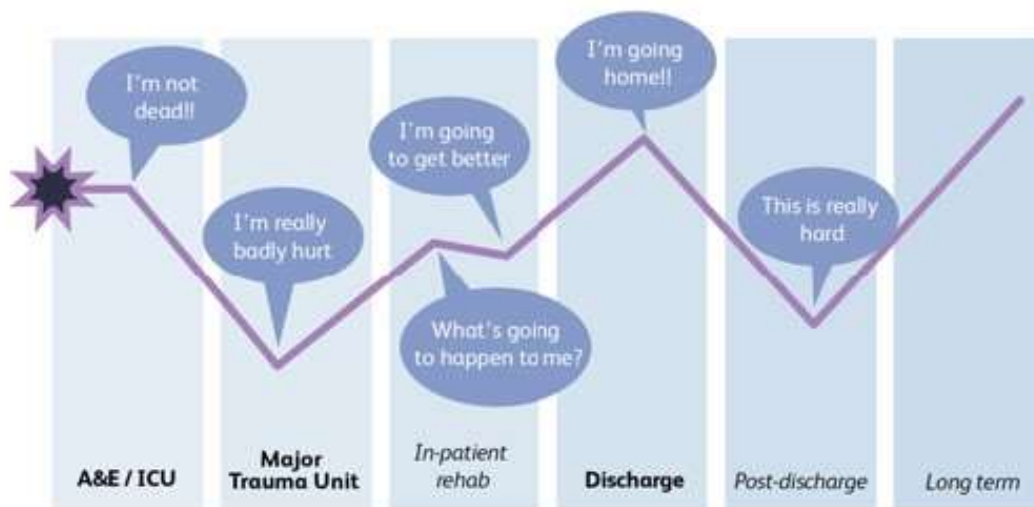 I'm not
dead!!
I'm really
badly hurt
I'm going
to get better
What's going
to happen to me?
I'm going
home!!
This is really
hard
A&E / ICU
Major
Trauma Unit
In-patient
rehab
Discharge
Post-discharge
Long term